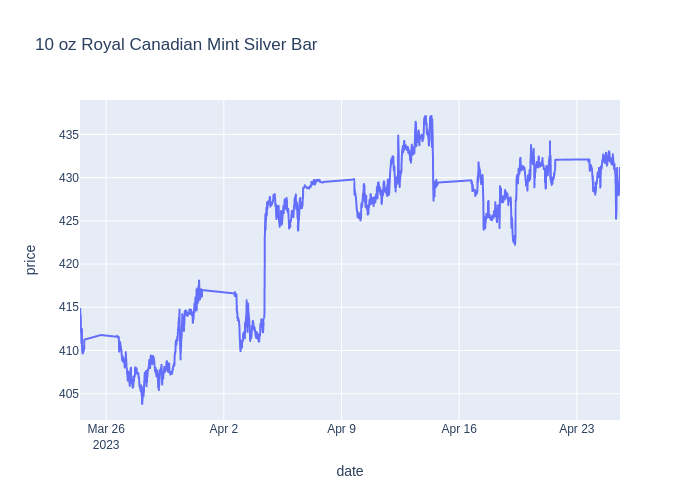 10 oz Royal Canadian Mint Silver Bar
price
435
430
425
420
415
410
405
Mar 26
2023
Apr 2
Apr 9
Apr 16
Apr 23
date